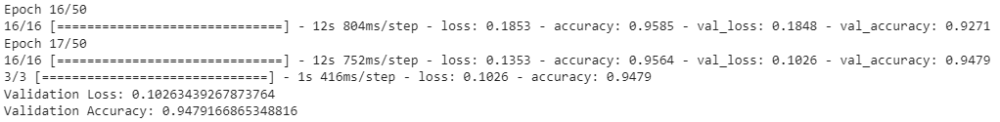 Epoch 16/50
16/16 [==============================] - 12s 804ms/step - loss: 0.1853 - accuracy: 0.9585 - val_loss: 0.1848 - val_accuracy: 0.9271
Epoch 17/50
16/16 [==============================] - 12s 752ms/step - loss: 0.1353 - accuracy: 0.9564 - val_loss: 0.1026 - val_accuracy: 0.9479
3/3 [==============================] - 1s 416ms/step - loss: 0.1026 - accuracy: 0.9479
Validation Loss: 0.10263439267873764
Validation Accuracy: 0.9479166865348816